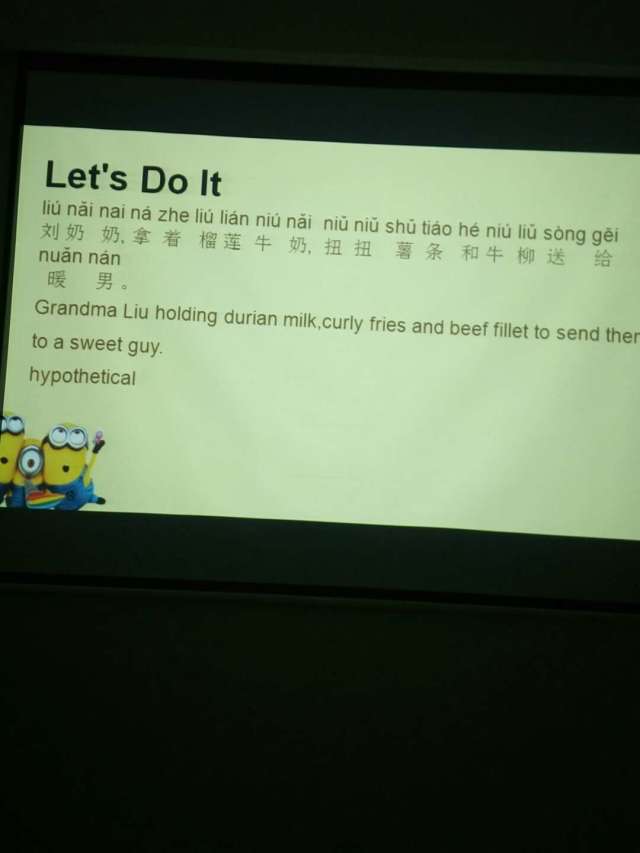 Let's Do It
liú nǎi nai ná zhe liú lián niú nǎi niǔ niǔ shǔ tiáo hé niú liǔ sòng gěi
刘奶 奶,拿 着 榴莲牛 奶,扭扭 薯条 和牛 柳送 给
nuǎn nán
暖 男。
Grandma Liu holding durian milk,curly fries and beef fillet to send ther
to a sweet guy.
hypothetical